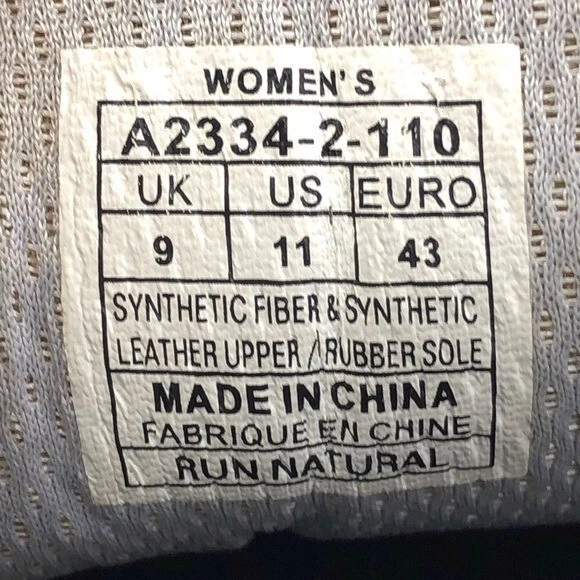 WOMEN'S
A2334-2-110
UK US EURO
9 11 43
SYNTHETIC FIBER & SYNTHETIC
LEATHER UPPER / RUBBER SOLE
MADE IN CHINA
FABRIQUE EN CHINE
RUN NATURAL